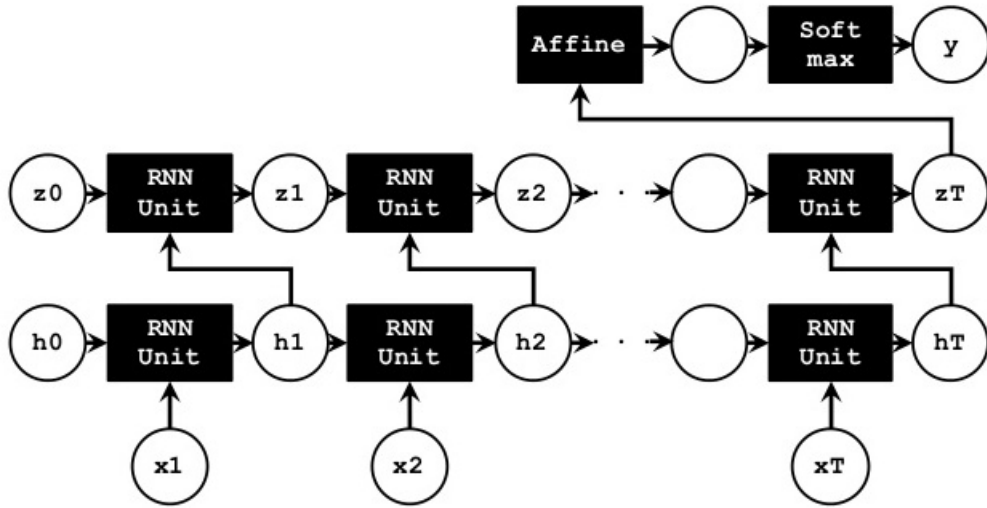 Affine
Soft
max
y
z0
RNN
Unit
z1
RNN
Unit
z2
. . .
RNN
Unit
zT
h0
RNN
Unit
h1
RNN
Unit
h2
. . .
RNN
Unit
hT
x1
x2
xT